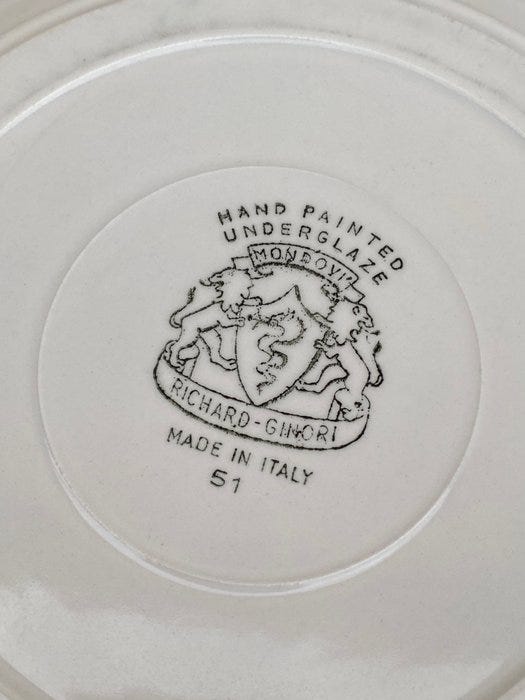 HAND PAINTED
UNDERGLAZE
MONDOVI'
RICHARD-GINORI
MADE IN ITALY
51